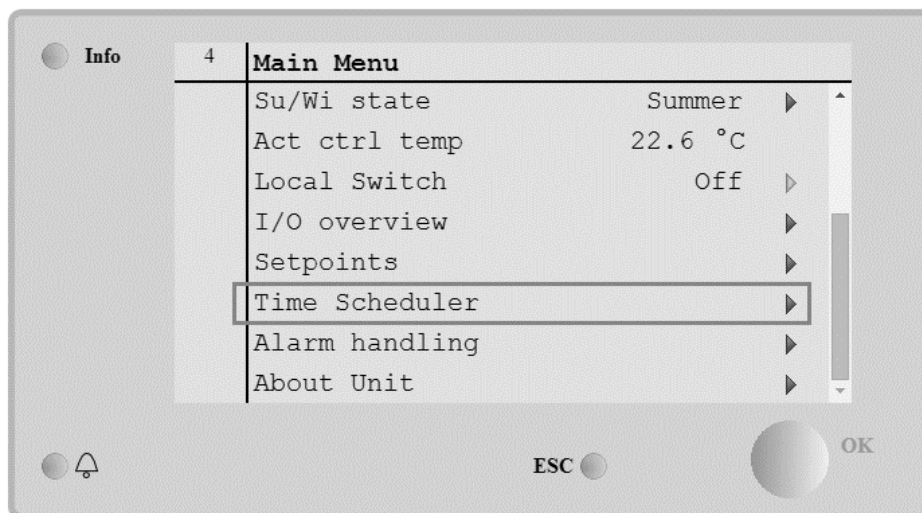 Info
4 Main Menu
Su/Wi state Summer
Act ctrl temp 22.6 °C
Local Switch Off
I/O overview
Setpoints
Time Scheduler
Alarm handling
About Unit
ESC
OK